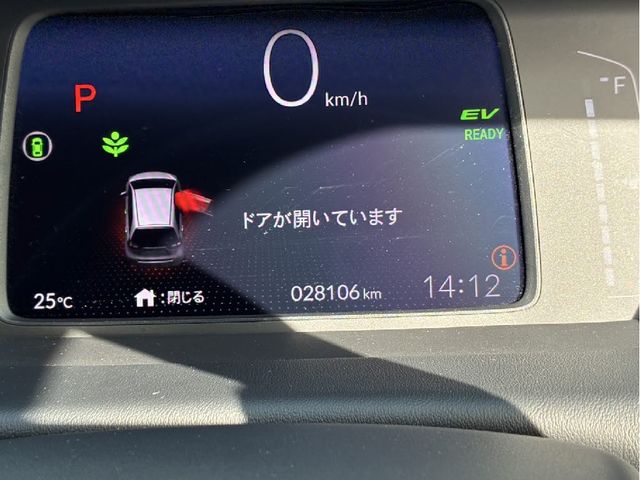 0 km/h
P
F
EV
READY
ドアが開いています
25℃
:閉じる
028106 km
14:12